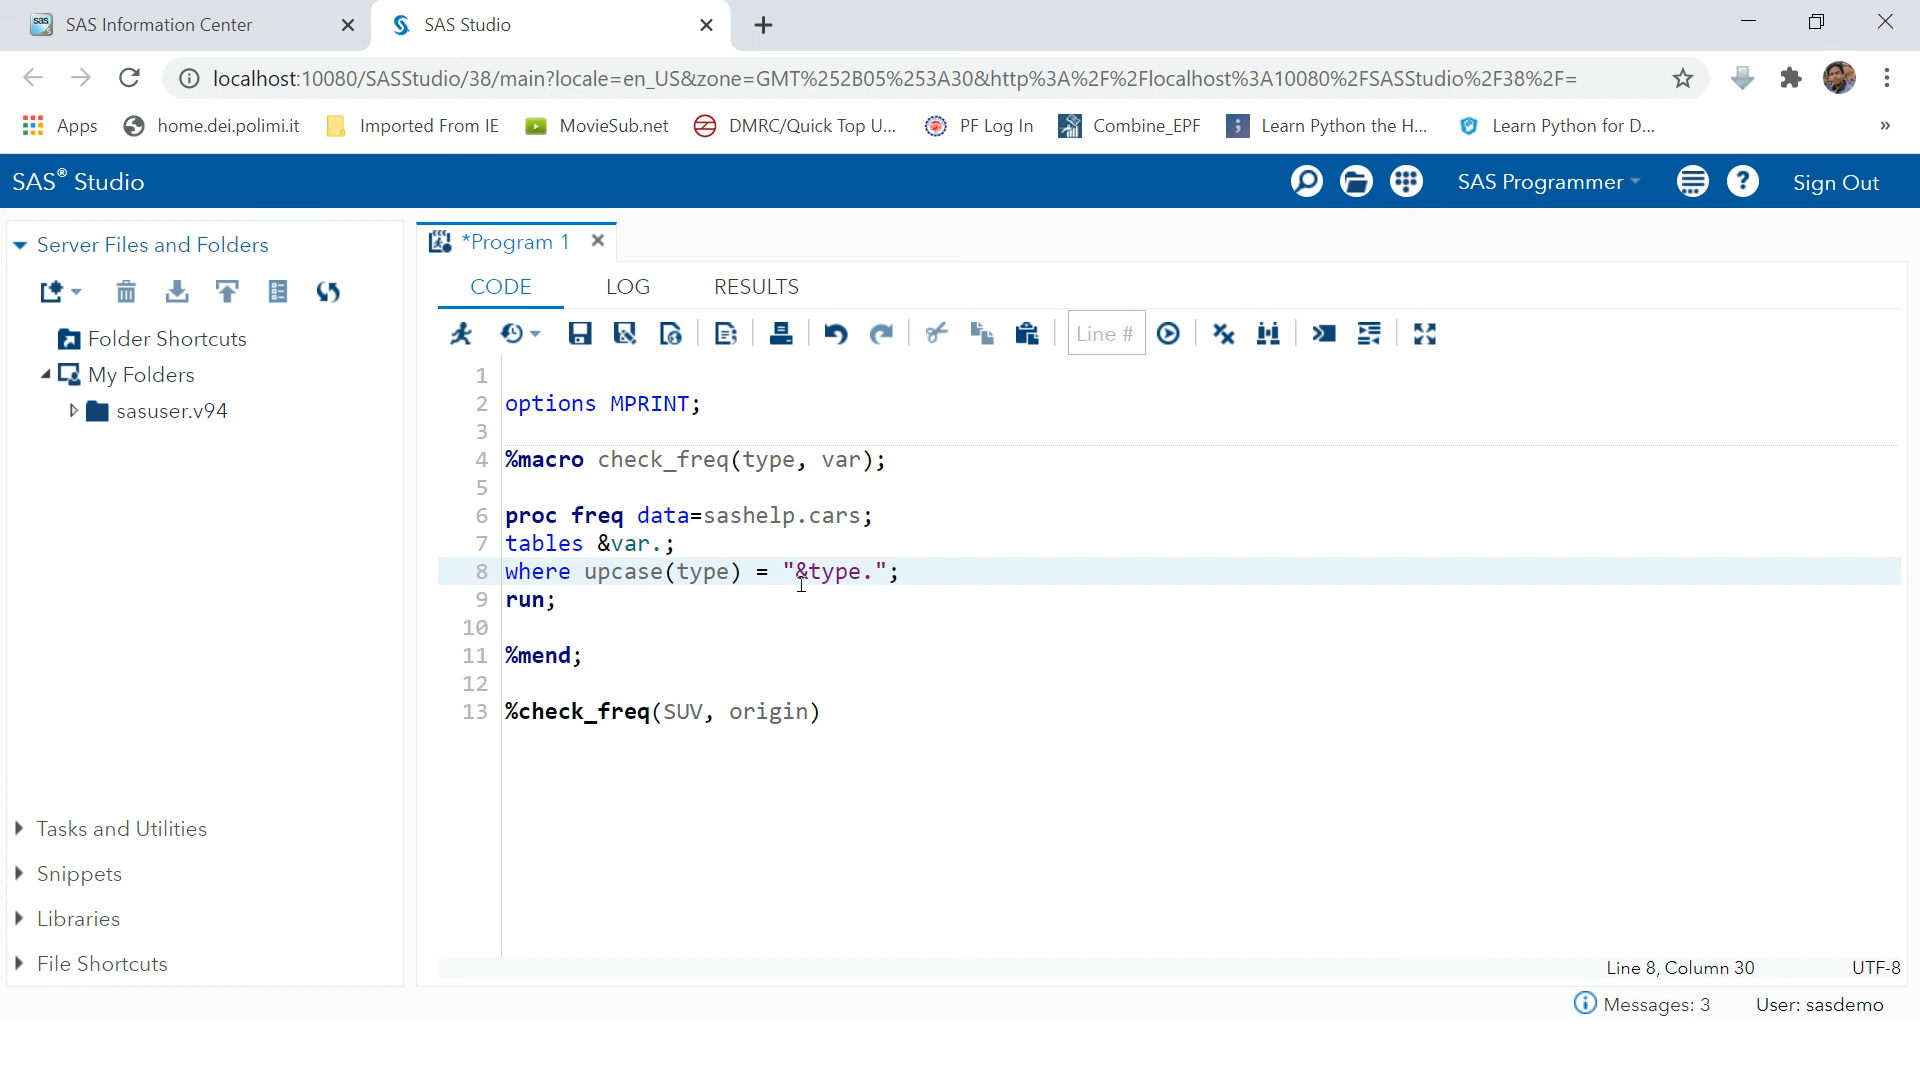 SAS Information Center
SAS Studio
localhost:10080/SASStudio/38/main?locale=en_US&zone=GMT%252B05%253A30&http%3A%2F%2Flocalhost%3A10080%2FSASStudio%2F38%2F=
Apps home.dei.polimi.it Imported From IE MovieSub.net DMRC/Quick Top U... PF Log In Combine_EPF Learn Python the H... Learn Python for D... »
SAS® Studio SAS Programmer Sign Out
Server Files and Folders
Folder Shortcuts
My Folders
sasuser.v94
Tasks and Utilities
Snippets
Libraries
File Shortcuts
*Program 1
CODE LOG RESULTS
Line #
1
2 options MPRINT;
3
4 %macro check_freq(type, var);
5
6 proc freq data=sashelp.cars;
7 tables &var.;
8 where upcase(type) = "&type.";
9 run;
10
11 %mend;
12
13 %check_freq(SUV, origin)
Line 8, Column 30 UTF-8
Messages: 3 User: sasdemo